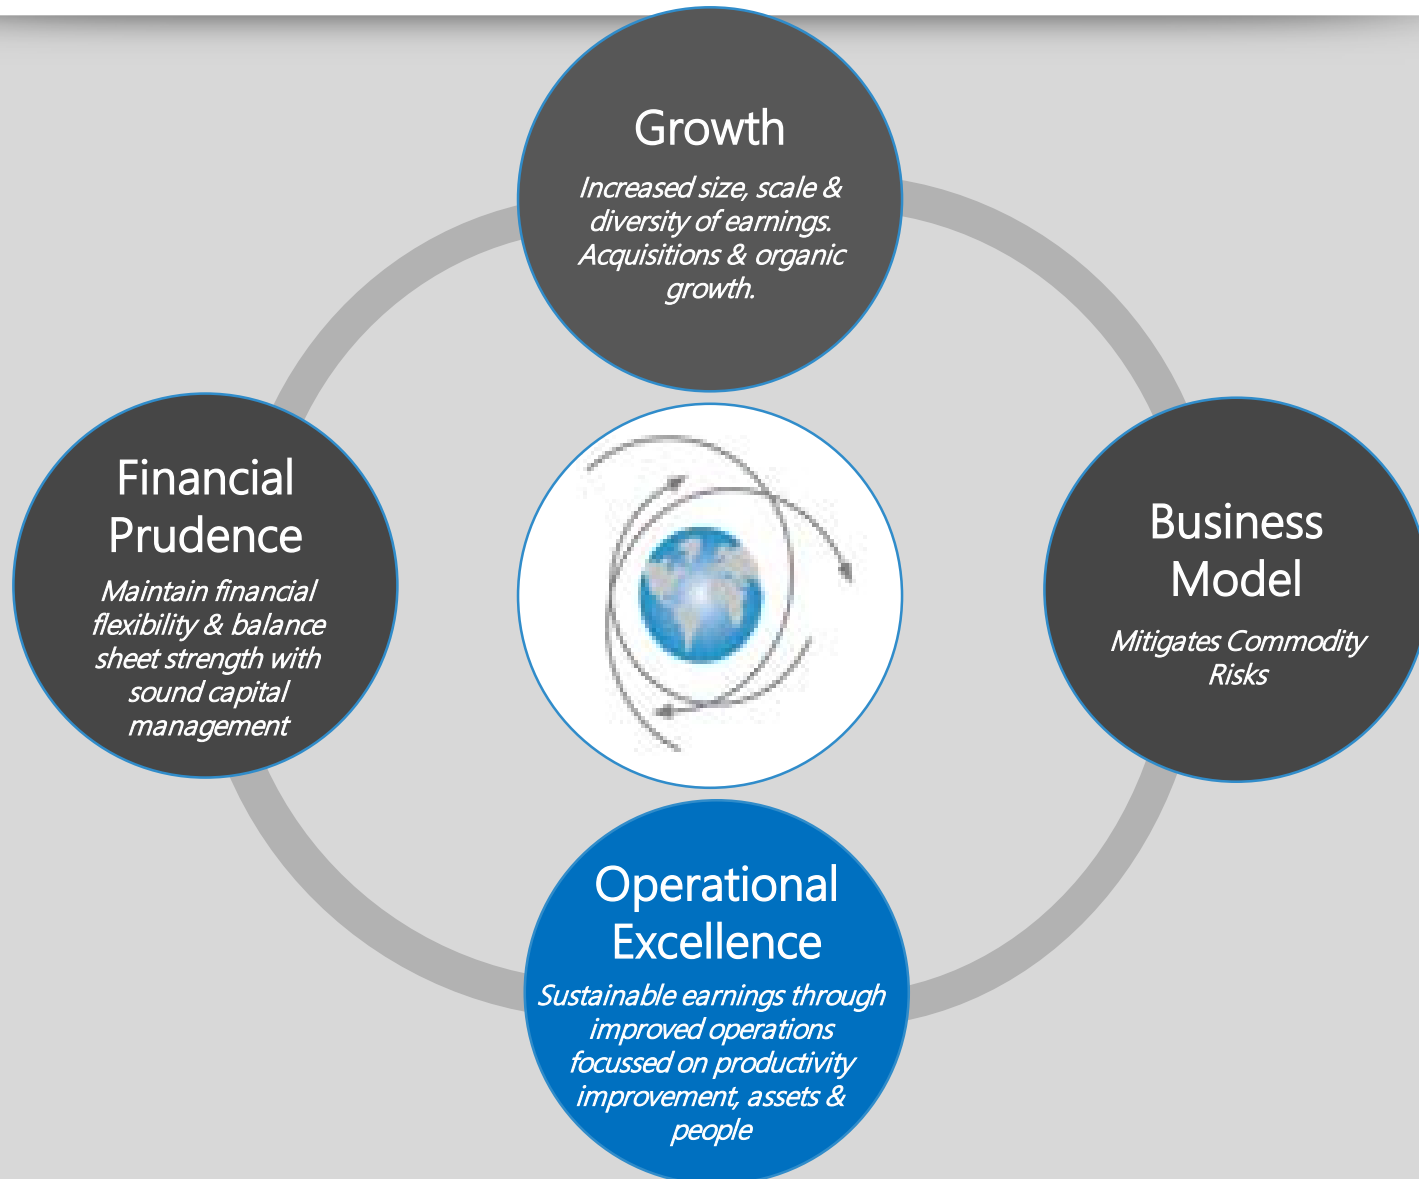 Growth
Increased size, scale &
diversity of earnings.
Acquisitions & organic
growth.
Financial
Prudence
Maintain financial
flexibility & balance
sheet strength with
sound capital
management
Business
Model
Mitigates Commodity
Risks
Operational
Excellence
Sustainable earnings through
improved operations
focussed on productivity
improvement, assets &
people